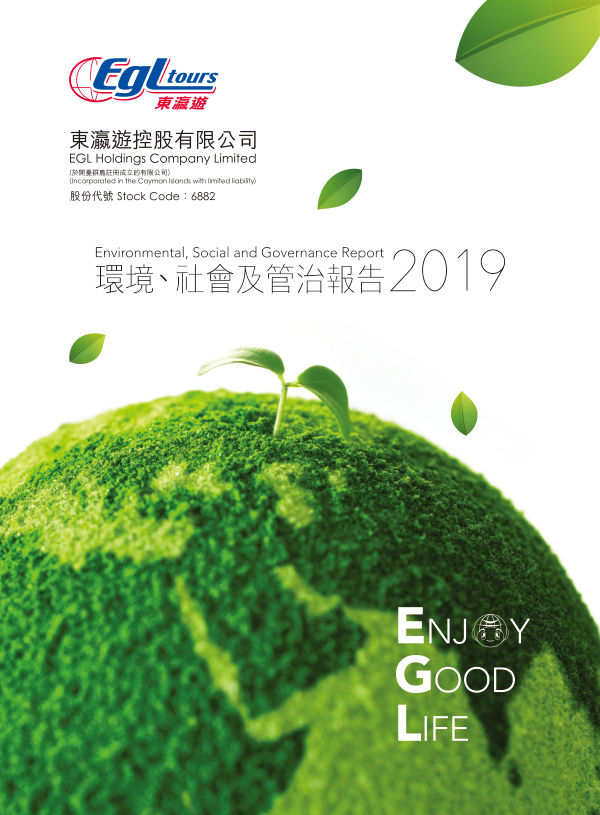 Egl tours
東瀛遊
東瀛遊控股有限公司
EGL Holdings Company Limited
(於開曼群島註冊成立的有限公司)
(Incorporated in the Cayman Islands with limited liability)
股份代號 Stock Code：6882
Environmental, Social and Governance Report
環境、社會及管治報告2019
ENJOY
GOOD
LIFE